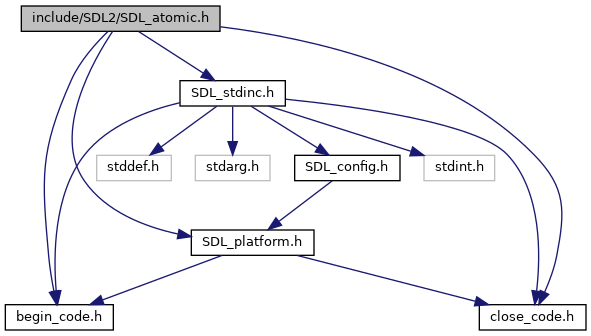 include/SDL2/SDL_atomic.h
SDL_stdinc.h
stddef.h
stdarg.h
SDL_config.h
stdint.h
SDL_platform.h
begin_code.h
close_code.h